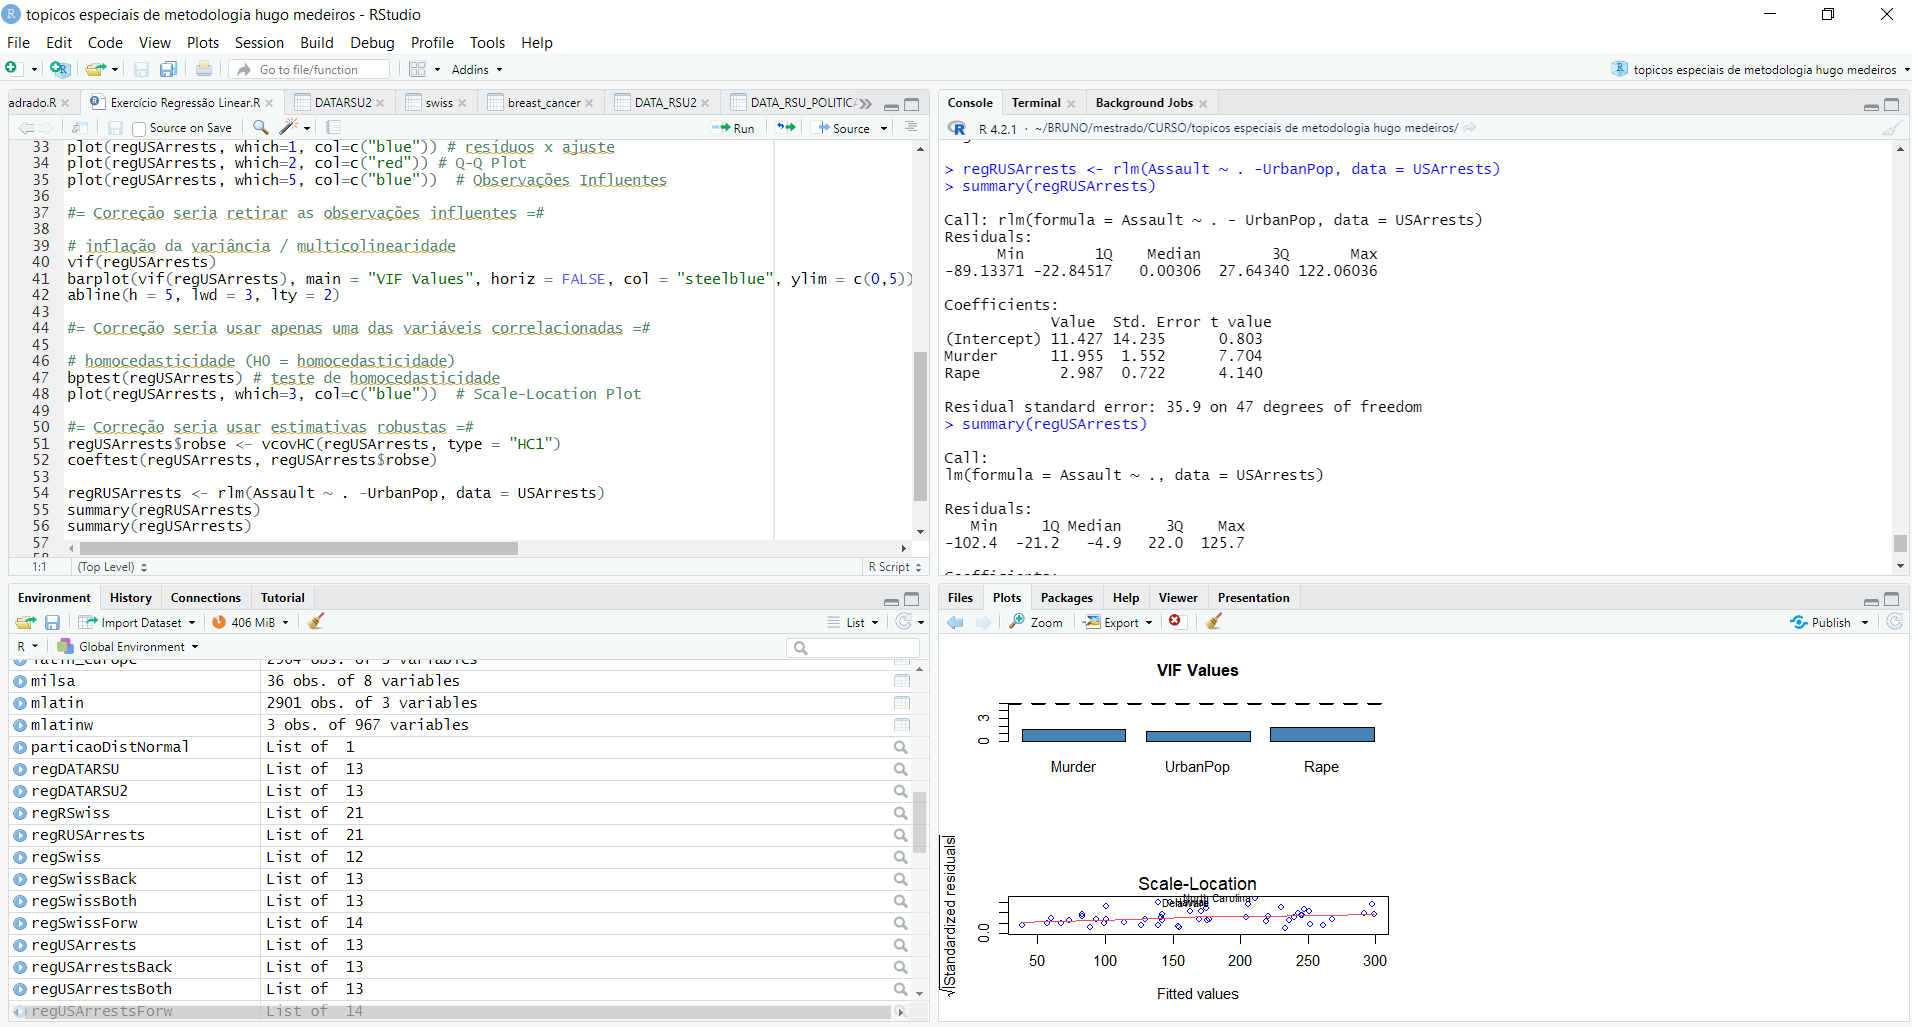 topicos especiais de metodologia hugo medeiros - RStudio
File Edit Code View Plots Session Build Debug Profile Tools Help
Go to file/function
Addins
topicos especiais de metodologia hugo medeiros
adrado.R
Exercício Regressão Linear.R
DATARSU2
swiss
breast_cancer
DATA_RSU2
DATA_RSU_POLITICA
Source on Save
Run
Source
33 plot(regUSArrests, which=1, col=c("blue")) # resíduos x ajuste
34 plot(regUSArrests, which=2, col=c("red")) # Q-Q Plot
35 plot(regUSArrests, which=5, col=c("blue"))  # Observações Influentes
36
37 #= Correção seria retirar as observações influentes =#
38
39 # inflação da variância / multicolinearidade
40 vif(regUSArrests)
41 barplot(vif(regUSArrests), main = "VIF Values", horiz = FALSE, col = "steelblue", ylim = c(0,5))
42 abline(h = 5, lwd = 3, lty = 2)
43
44 #= Correção seria usar apenas uma das variáveis correlacionadas =#
45
46 # homocedasticidade (H0 = homocedasticidade)
47 bptest(regUSArrests) # teste de homocedasticidade
48 plot(regUSArrests, which=3, col=c("blue"))  # Scale-Location Plot
49
50 #= Correção seria usar estimativas robustas =#
51 regUSArrests$robse <- vcovHC(regUSArrests, type = "HC1")
52 coeftest(regUSArrests, regUSArrests$robse)
53
54 regRUSArrests <- rlm(Assault ~ . -UrbanPop, data = USArrests)
55 summary(regRUSArrests)
56 summary(regUSArrests)
57
58
1:1 (Top Level) R Script
Console Terminal Background Jobs
R 4.2.1 · ~/BRUNO/mestrado/CURSO/topicos especiais de metodologia hugo medeiros/
> regRUSArrests <- rlm(Assault ~ . -UrbanPop, data = USArrests)
> summary(regRUSArrests)
Call: rlm(formula = Assault ~ . - UrbanPop, data = USArrests)
Residuals:
Min 1Q Median 3Q Max
-89.13371 -22.84517 0.00306 27.64340 122.06036
Coefficients:
Value Std. Error t value
(Intercept) 11.427 14.235 0.803
Murder 11.955 1.552 7.704
Rape 2.987 0.722 4.140
Residual standard error: 35.9 on 47 degrees of freedom
> summary(regUSArrests)
Call:
lm(formula = Assault ~ ., data = USArrests)
Residuals:
Min 1Q Median 3Q Max
-102.4 -21.2 -4.9 22.0 125.7
Coefficients:
Environment History Connections Tutorial
Import Dataset 406 MiB List
R Global Environment
latin_europe 2904 obs. of 3 variables
milsa 36 obs. of 8 variables
mlatin 2901 obs. of 3 variables
mlatinw 3 obs. of 967 variables
particaoDistNormal List of 1
regDATARSU List of 13
regDATARSU2 List of 13
regRSwiss List of 21
regRUSArrests List of 21
regSwiss List of 12
regSwissBack List of 13
regSwissBoth List of 13
regSwissForw List of 14
regUSArrests List of 13
regUSArrestsBack List of 13
regUSArrestsBoth List of 13
regUSArrestsForw List of 14
Files Plots Packages Help Viewer Presentation
Zoom Export Publish
VIF Values
3
0
Murder UrbanPop Rape
Scale-Location
North Carolina
Delaware
√|Standardized residuals|
0.0
50 100 150 200 250 300
Fitted values